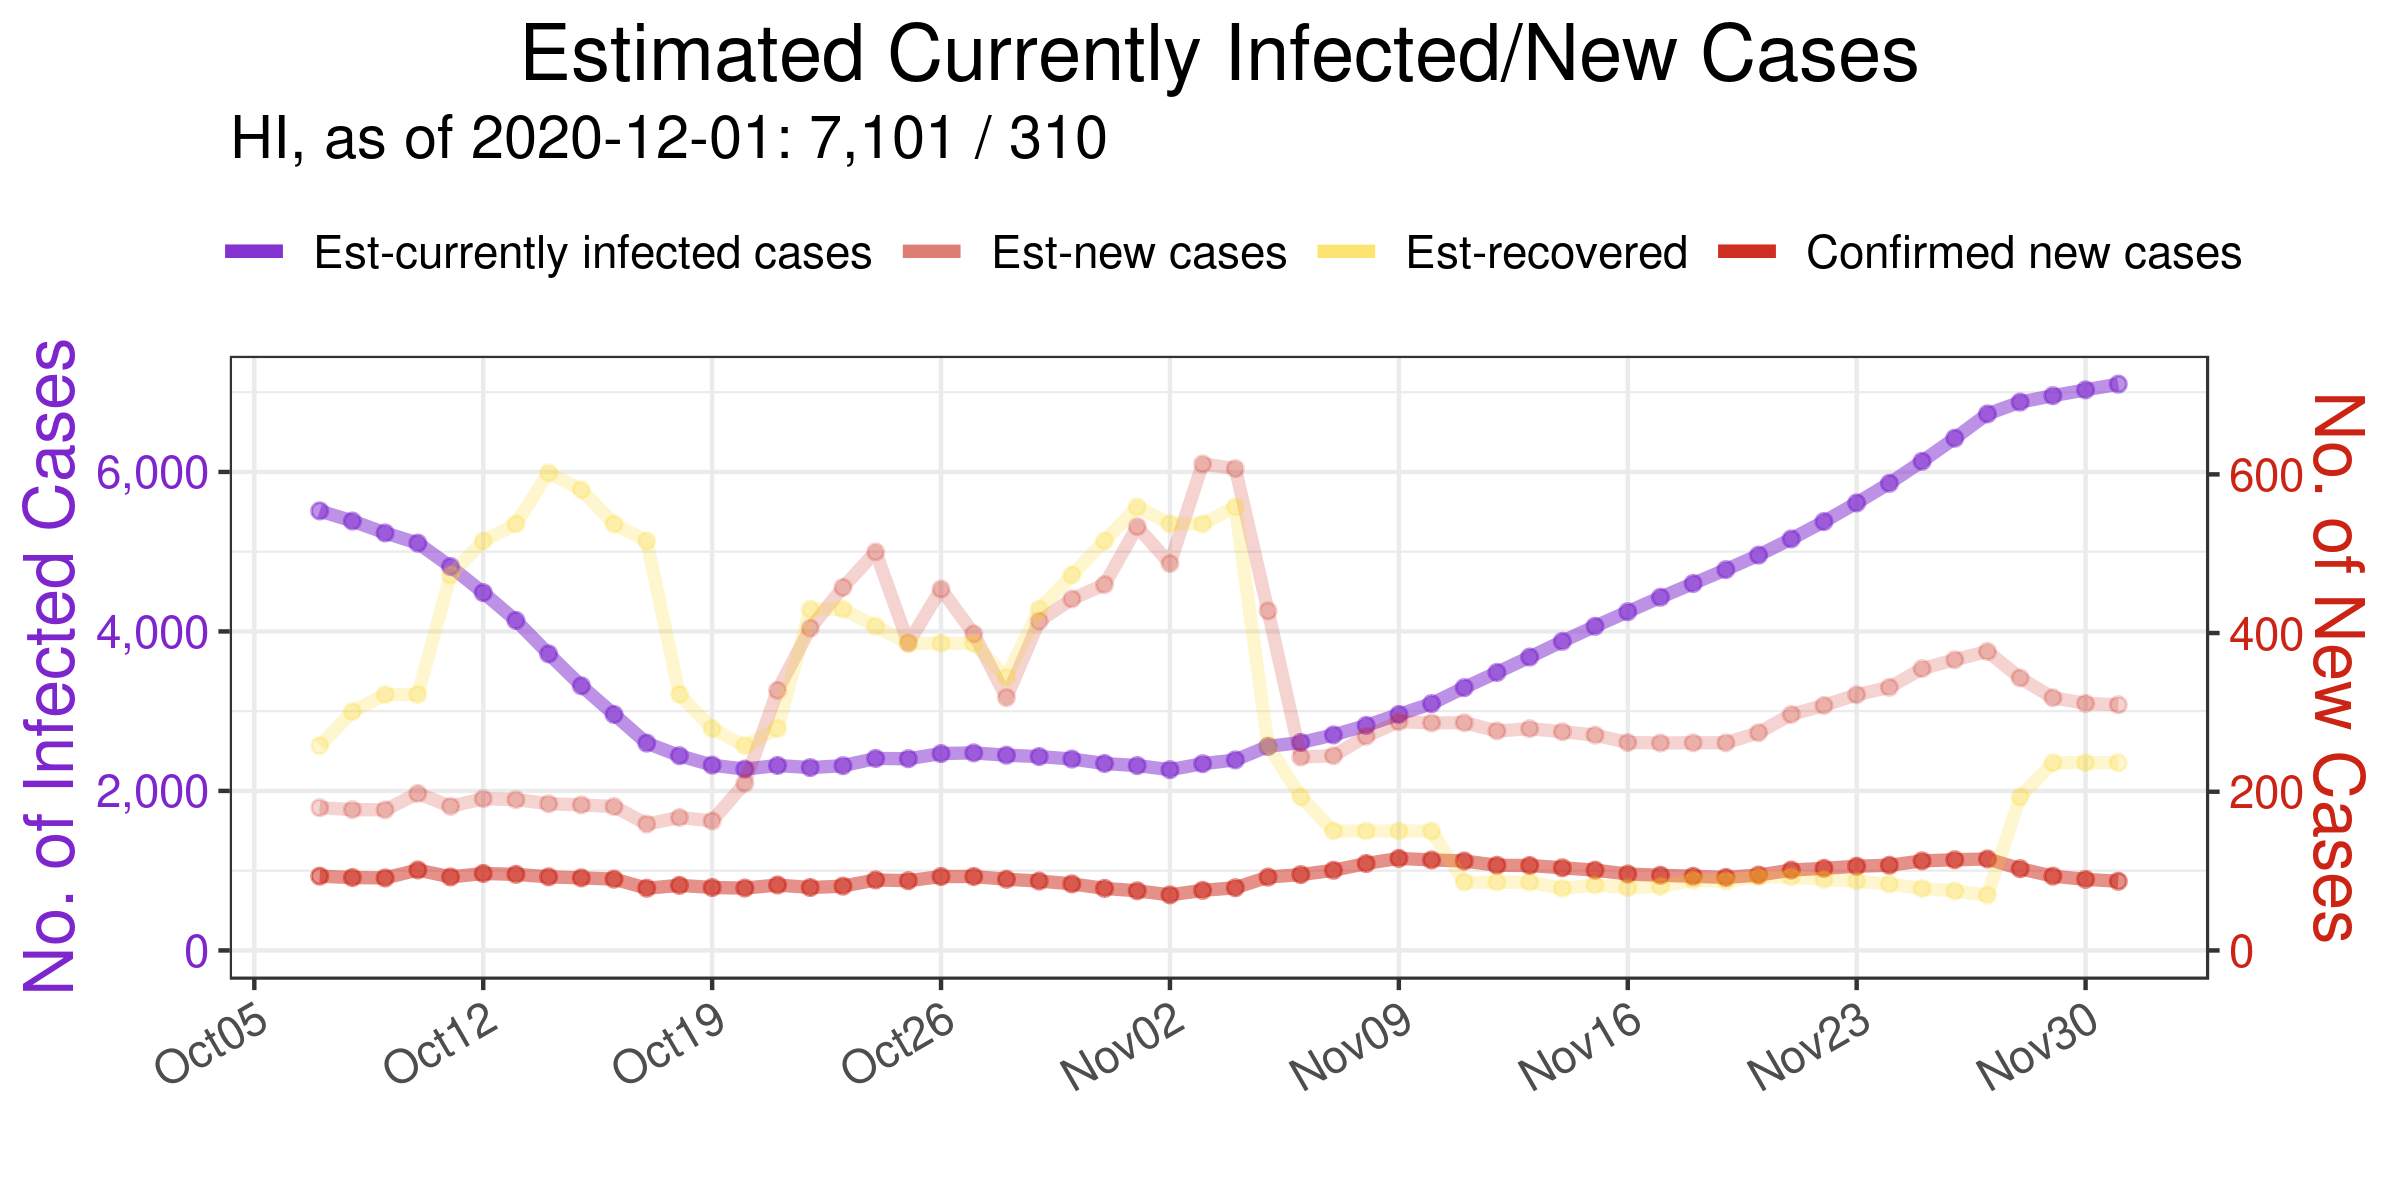 Estimated Currently Infected/New Cases
HI, as of 2020-12-01: 7,101 / 310
Est-currently infected cases Est-new cases Est-recovered Confirmed new cases
No. of Infected Cases
6,000
4,000
2,000
0
600
400
200
0
No. of New Cases
Oct05 Oct12 Oct19 Oct26 Nov02 Nov09 Nov16 Nov23 Nov30